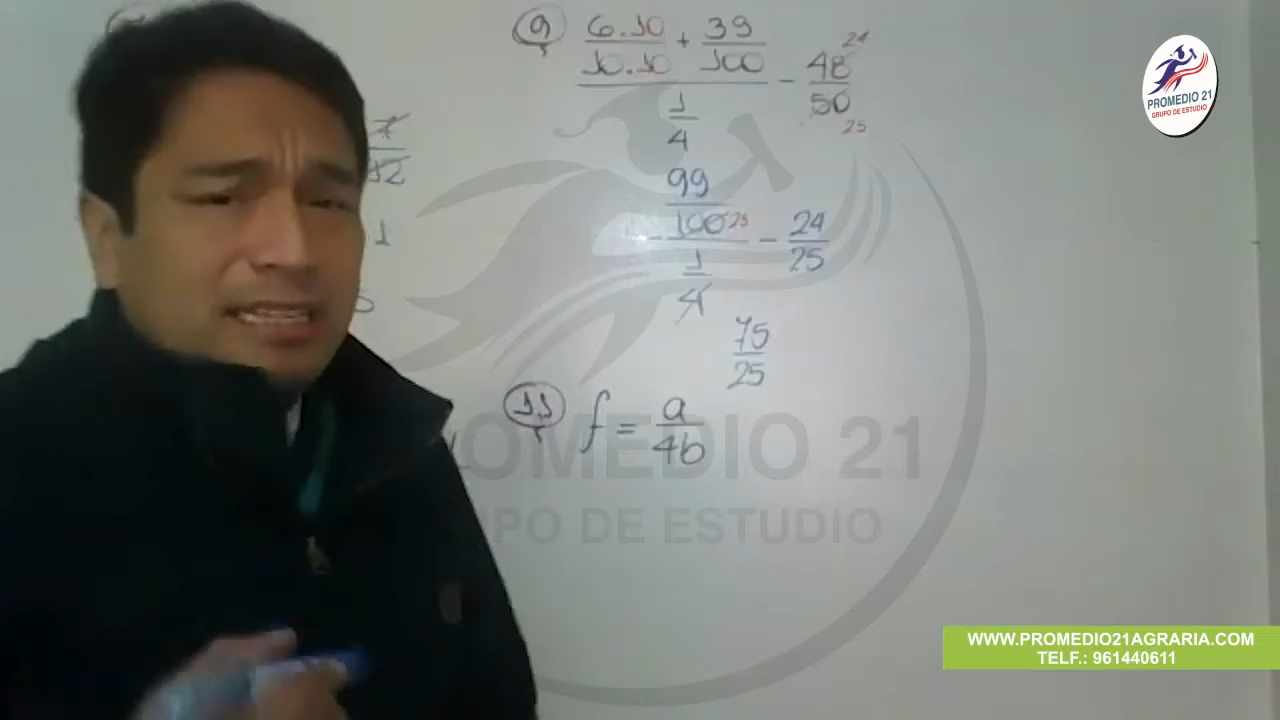 9 6.10/10.10 + 39/100 / 1/4 - 48/50 24 25
99/100 25 / 1/4 - 24/25
75/25
11 f = a/4b
1
PROMEDIO 21
GRUPO DE ESTUDIO
PROMEDIO 21
GRUPO DE ESTUDIO
WWW.PROMEDIO21AGRARIA.COM
TELF.: 961440611